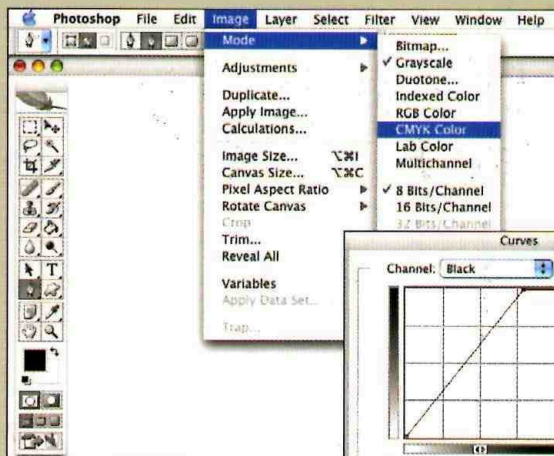 Photoshop File Edit Image Layer Select Filter View Window Help
Mode
Adjustments
Duplicate...
Apply Image...
Calculations...
Image Size... ⌥⌘I
Canvas Size... ⌥⌘C
Pixel Aspect Ratio
Rotate Canvas
Crop
Trim...
Reveal All
Variables
Apply Data Set...
Trap...
Bitmap...
✓ Grayscale
Duotone...
Indexed Color
RGB Color
CMYK Color
Lab Color
Multichannel
✓ 8 Bits/Channel
16 Bits/Channel
32 Bits/Channel
Curves
Channel: Black
T